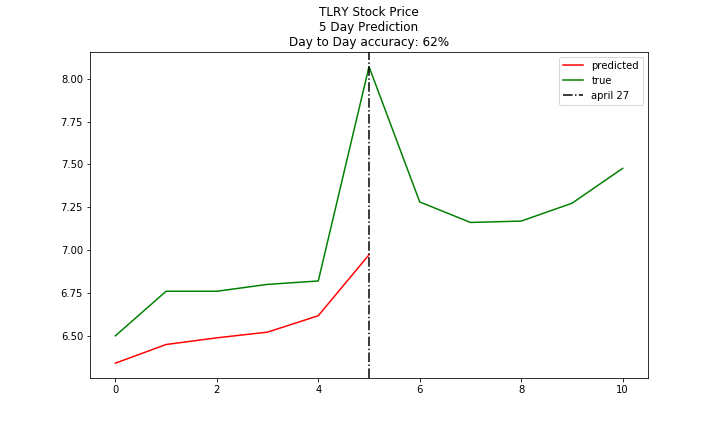 TLRY Stock Price
5 Day Prediction
Day to Day accuracy: 62%
predicted
true
april 27
8.00
7.75
7.50
7.25
7.00
6.75
6.50
0 2 4 6 8 10